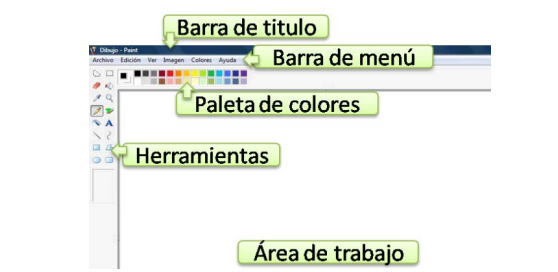 Barra de titulo
Dibujo - Paint
Archivo Edición Ver Imagen Colores Ayuda
Barra de menú
Paleta de colores
A
Herramientas
Área de trabajo